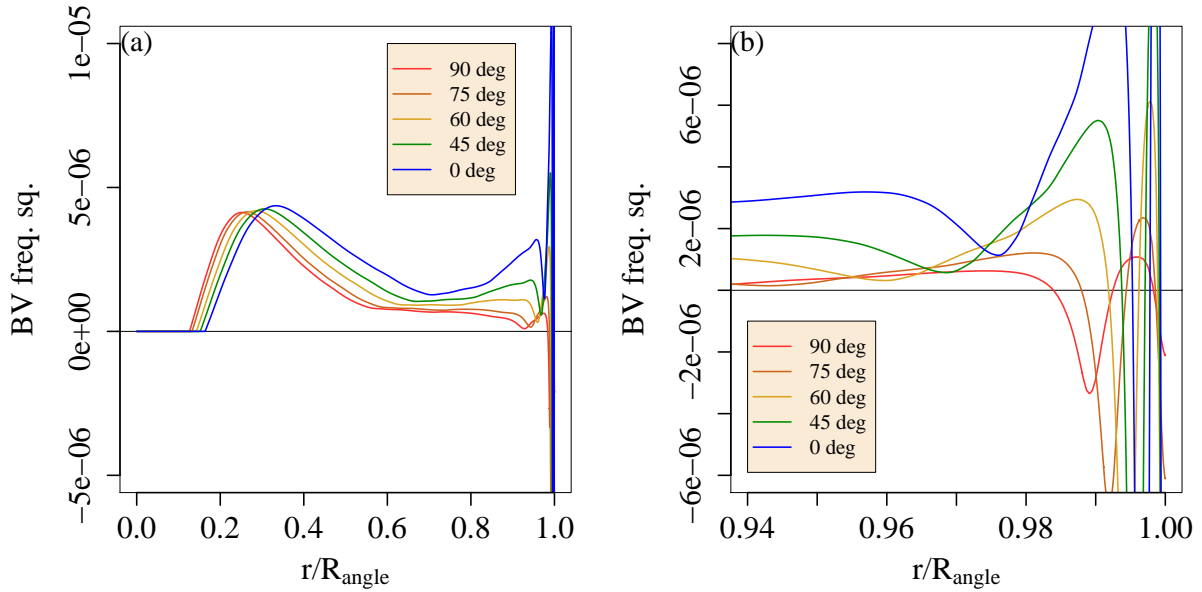 (a)
BV freq. sq.
1e−05
5e−06
0e+00
−5e−06
90 deg
75 deg
60 deg
45 deg
0 deg
0.0 0.2 0.4 0.6 0.8 1.0
r/Rangle
(b)
BV freq. sq.
6e−06
2e−06
−2e−06
−6e−06
90 deg
75 deg
60 deg
45 deg
0 deg
0.94 0.96 0.98 1.00
r/Rangle